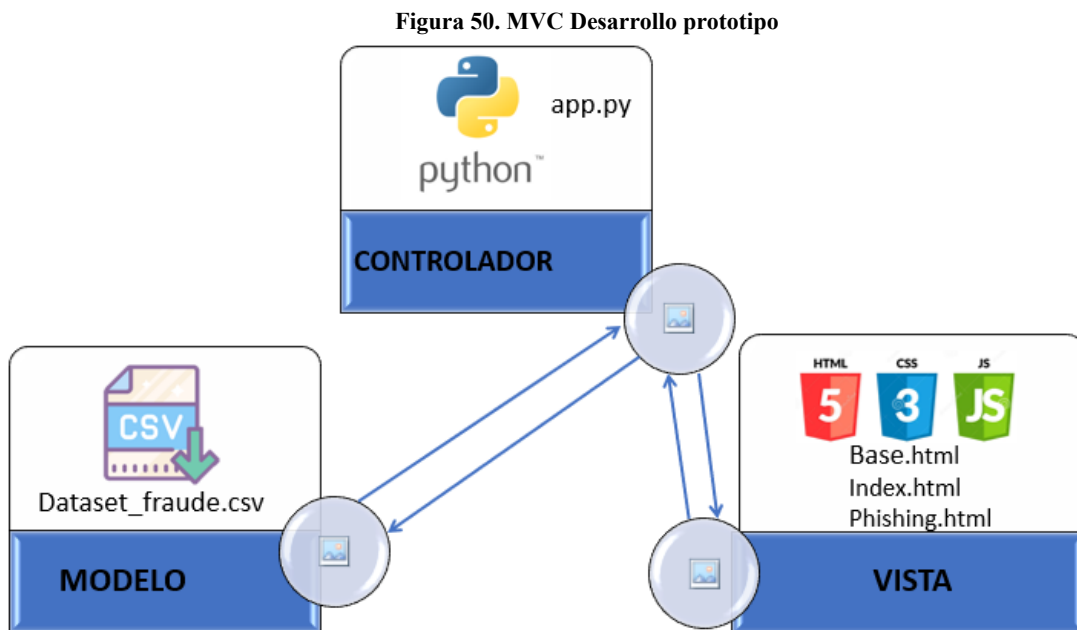 Figura 50. MVC Desarrollo prototipo
app.py
python™
CONTROLADOR
CSV
Dataset_fraude.csv
MODELO
HTML CSS JS
5 3 JS
Base.html
Index.html
Phishing.html
VISTA